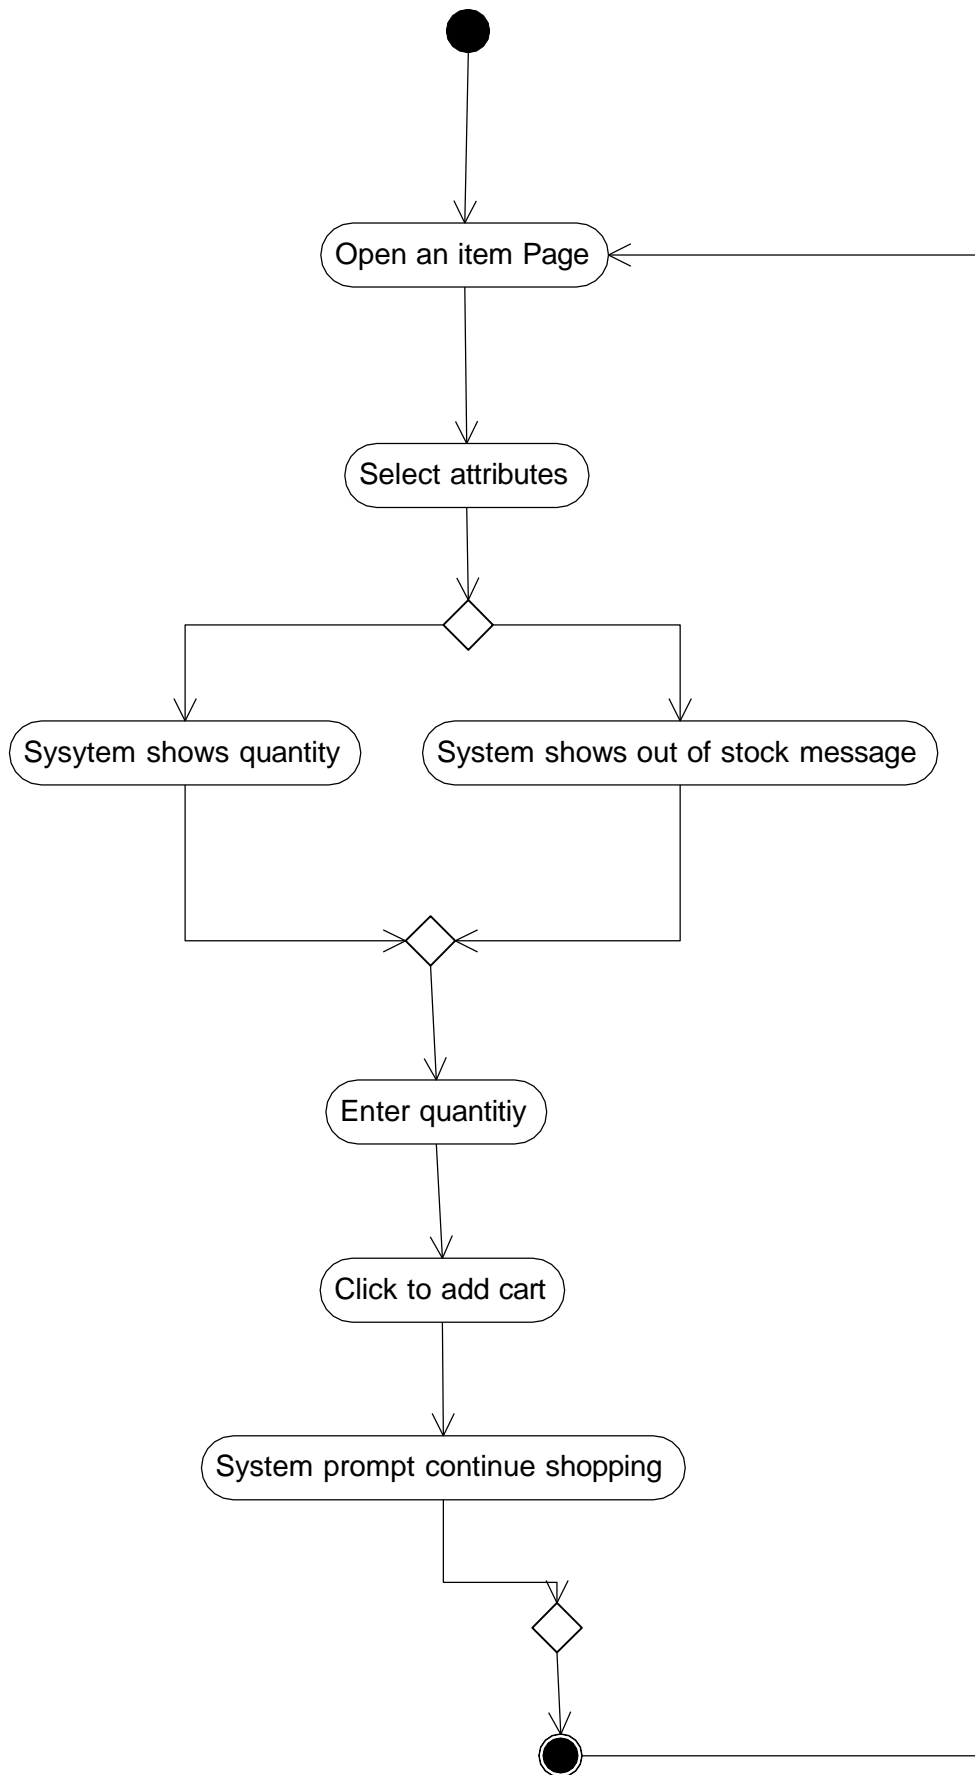 Open an item Page
Select attributes
Sysytem shows quantity
System shows out of stock message
Enter quantitiy
Click to add cart
System prompt continue shopping